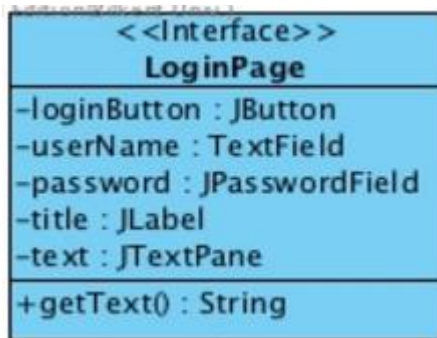 <<Interface>>
LoginPage
-loginButton : JButton
-userName : TextField
-password : JPasswordField
-title : JLabel
-text : JTextPane
+getText() : String